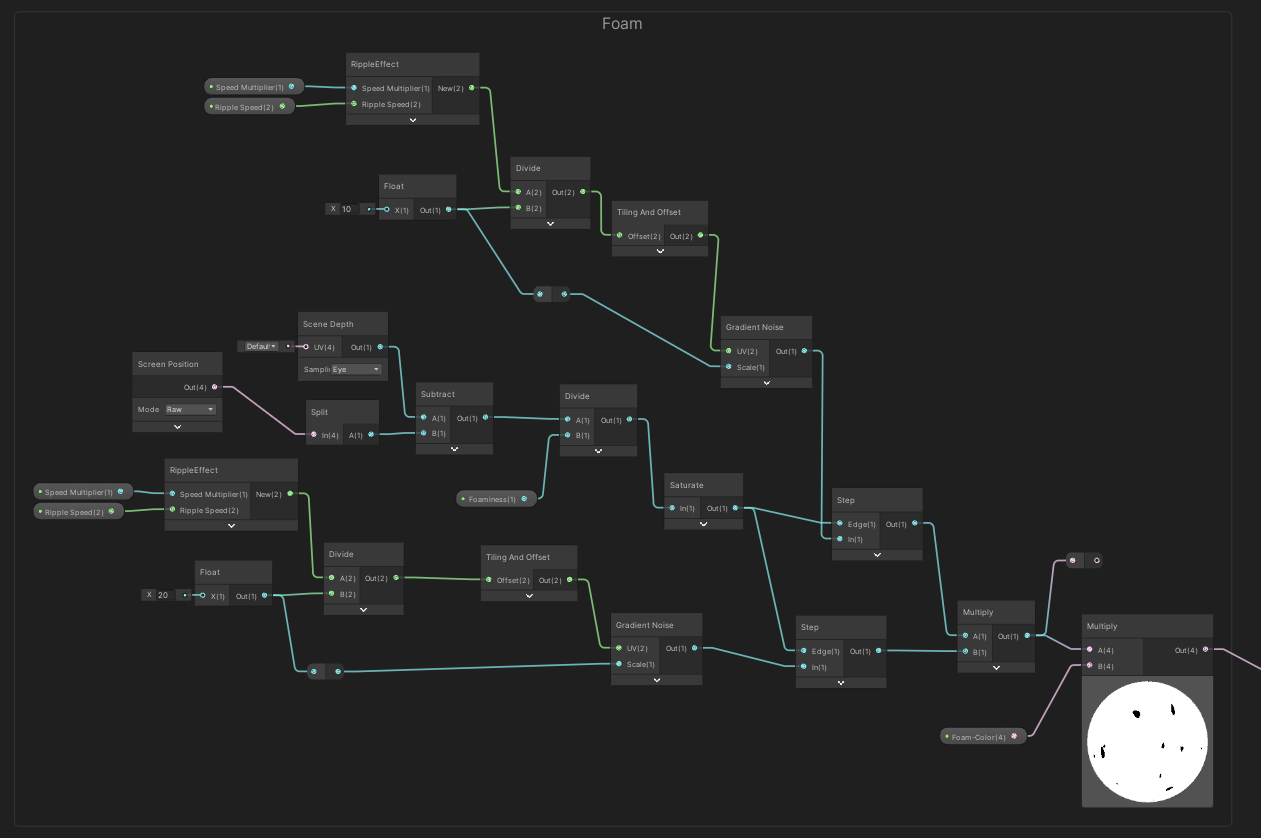 Foam
RippleEffect
Speed Multiplier(1)
Ripple Speed(2)
Speed Multiplier(1) New(2)
Ripple Speed(2)
Divide
A(2) Out(2)
B(2)
Float
X 10
X(1) Out(1)
Tiling And Offset
Offset(2) Out(2)
Gradient Noise
UV(2) Out(1)
Scale(1)
Scene Depth
Defaul
UV(4) Out(1)
Sampli Eye
Screen Position
Out(4)
Mode Raw
Split
In(4) A(1)
Subtract
A(1) Out(1)
B(1)
Divide
A(1) Out(1)
B(1)
Foaminess(1)
Saturate
In(1) Out(1)
Step
Edge(1) Out(1)
In(1)
RippleEffect
Speed Multiplier(1)
Ripple Speed(2)
Speed Multiplier(1) New(2)
Ripple Speed(2)
Float
X 20
X(1) Out(1)
Divide
A(2) Out(2)
B(2)
Tiling And Offset
Offset(2) Out(2)
Gradient Noise
UV(2) Out(1)
Scale(1)
Step
Edge(1) Out(1)
In(1)
Multiply
A(1) Out(1)
B(1)
Multiply
A(4) Out(4)
B(4)
Foam-Color(4)